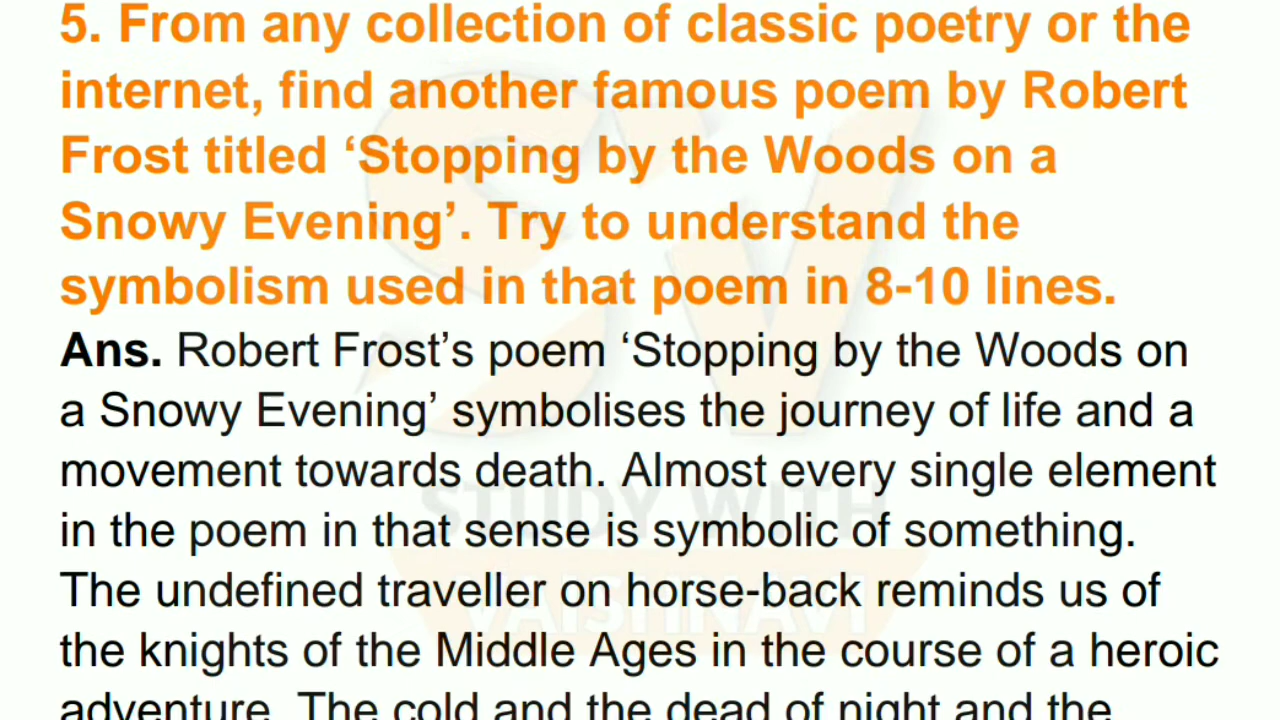 5. From any collection of classic poetry or the
internet, find another famous poem by Robert
Frost titled ‘Stopping by the Woods on a
Snowy Evening’. Try to understand the
symbolism used in that poem in 8-10 lines.
Ans. Robert Frost’s poem ‘Stopping by the Woods on
a Snowy Evening’ symbolises the journey of life and a
movement towards death. Almost every single element
in the poem in that sense is symbolic of something.
The undefined traveller on horse-back reminds us of
the knights of the Middle Ages in the course of a heroic
adventure. The cold and the dead of night and the
SV
STUDY WITH
VAISHNAVI